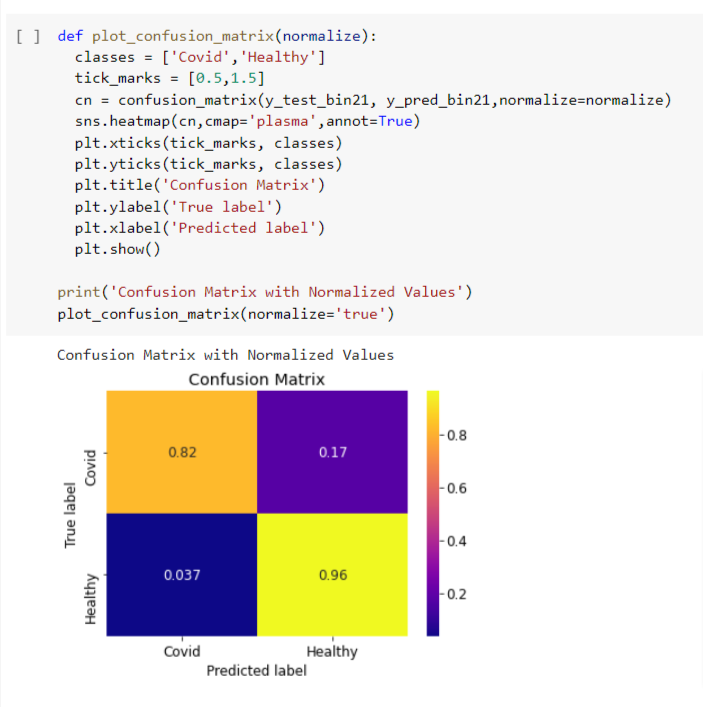 [ ] def plot_confusion_matrix(normalize):
classes = ['Covid','Healthy']
tick_marks = [0.5,1.5]
cn = confusion_matrix(y_test_bin21, y_pred_bin21,normalize=normalize)
sns.heatmap(cn,cmap='plasma',annot=True)
plt.xticks(tick_marks, classes)
plt.yticks(tick_marks, classes)
plt.title('Confusion Matrix')
plt.ylabel('True label')
plt.xlabel('Predicted label')
plt.show()
print('Confusion Matrix with Normalized Values')
plot_confusion_matrix(normalize='true')
Confusion Matrix with Normalized Values
Confusion Matrix
True label
Covid
0.82
0.17
Healthy
0.037
0.96
Covid
Healthy
Predicted label
0.8
0.6
0.4
0.2